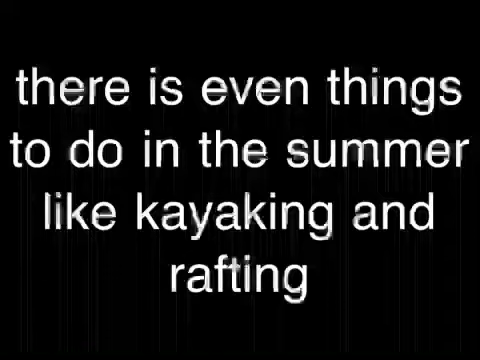 there is even things
to do in the summer
like kayaking and
rafting